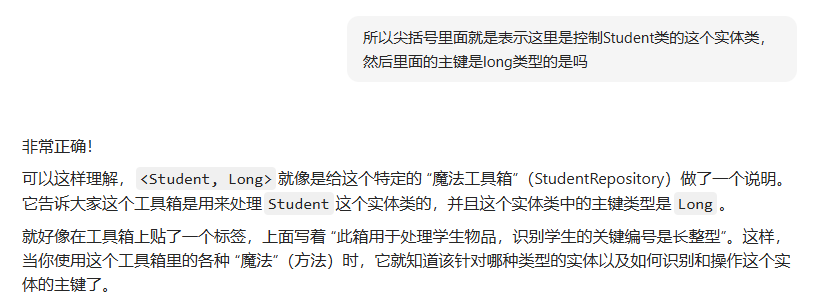 所以尖括号里面就是表示这里是控制Student类的这个实体类，
然后里面的主键是long类型的是吗
非常正确！
可以这样理解， <Student, Long> 就像是给这个特定的 “魔法工具箱”（StudentRepository）做了一个说明。
它告诉大家这个工具箱是用来处理 Student 这个实体类的，并且这个实体类中的主键类型是 Long 。
就好像在工具箱上贴了一个标签，上面写着 “此箱用于处理学生物品，识别学生的关键编号是长整型”。这样，
当你使用这个工具箱里的各种 “魔法”（方法）时，它就知道该针对哪种类型的实体以及如何识别和操作这个实
体的主键了。